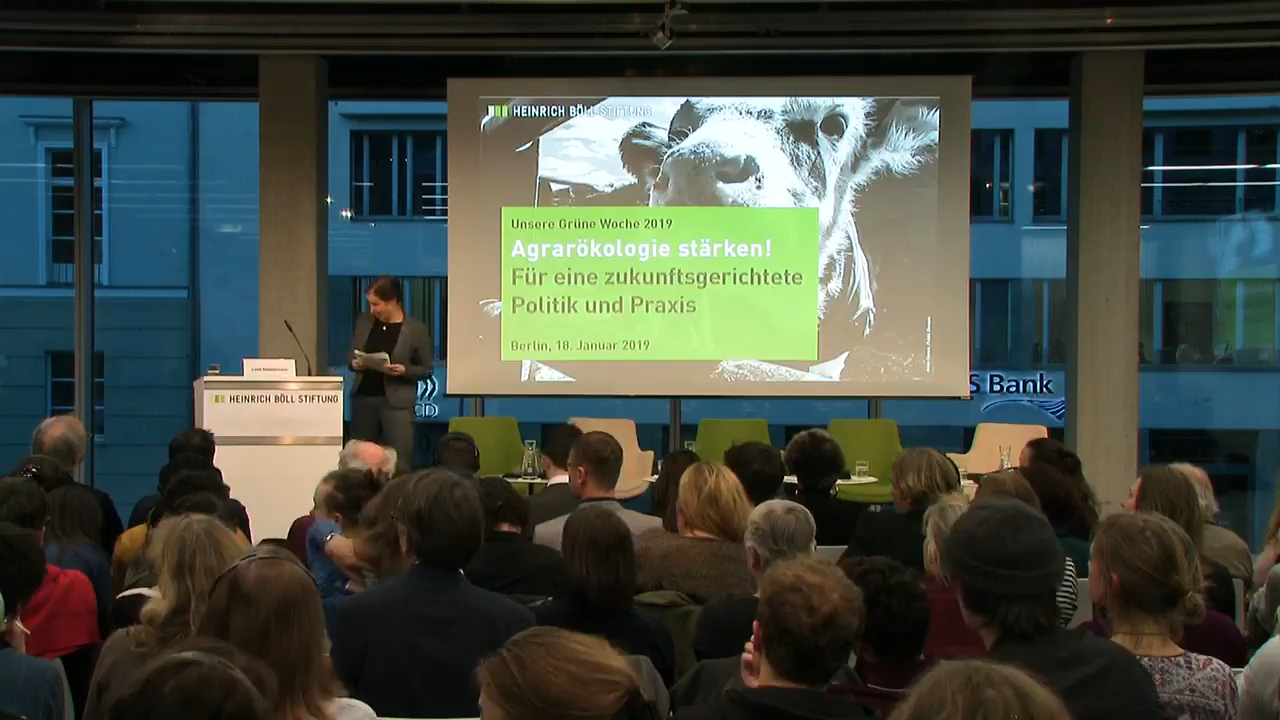 HEINRICH BÖLL STIFTUNG
Unsere Grüne Woche 2019
Agrarökologie stärken!
Für eine zukunftsgerichtete
Politik und Praxis
Berlin, 18. Januar 2019
HEINRICH BÖLL STIFTUNG
S Bank
CD